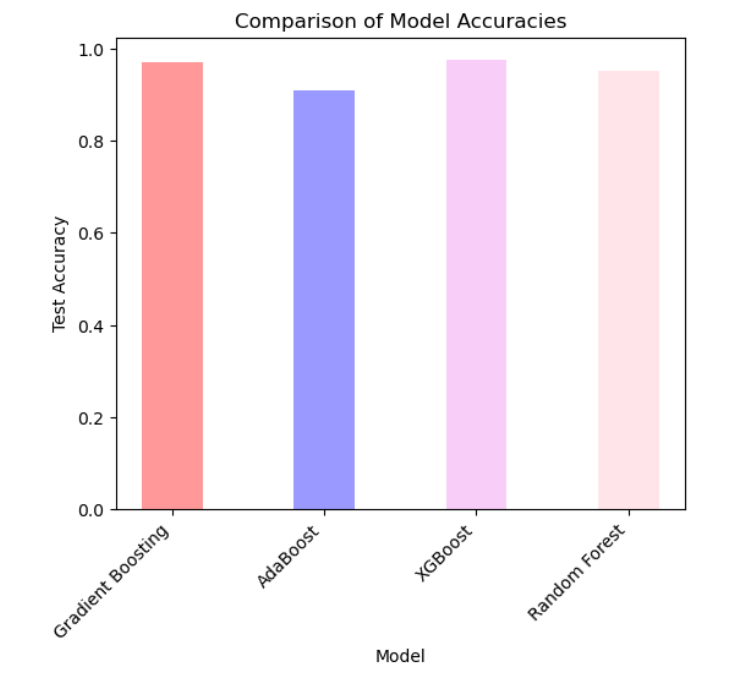 Comparison of Model Accuracies
1.0
0.8
0.6
0.4
0.2
0.0
Test Accuracy
Gradient Boosting
AdaBoost
XGBoost
Random Forest
Model